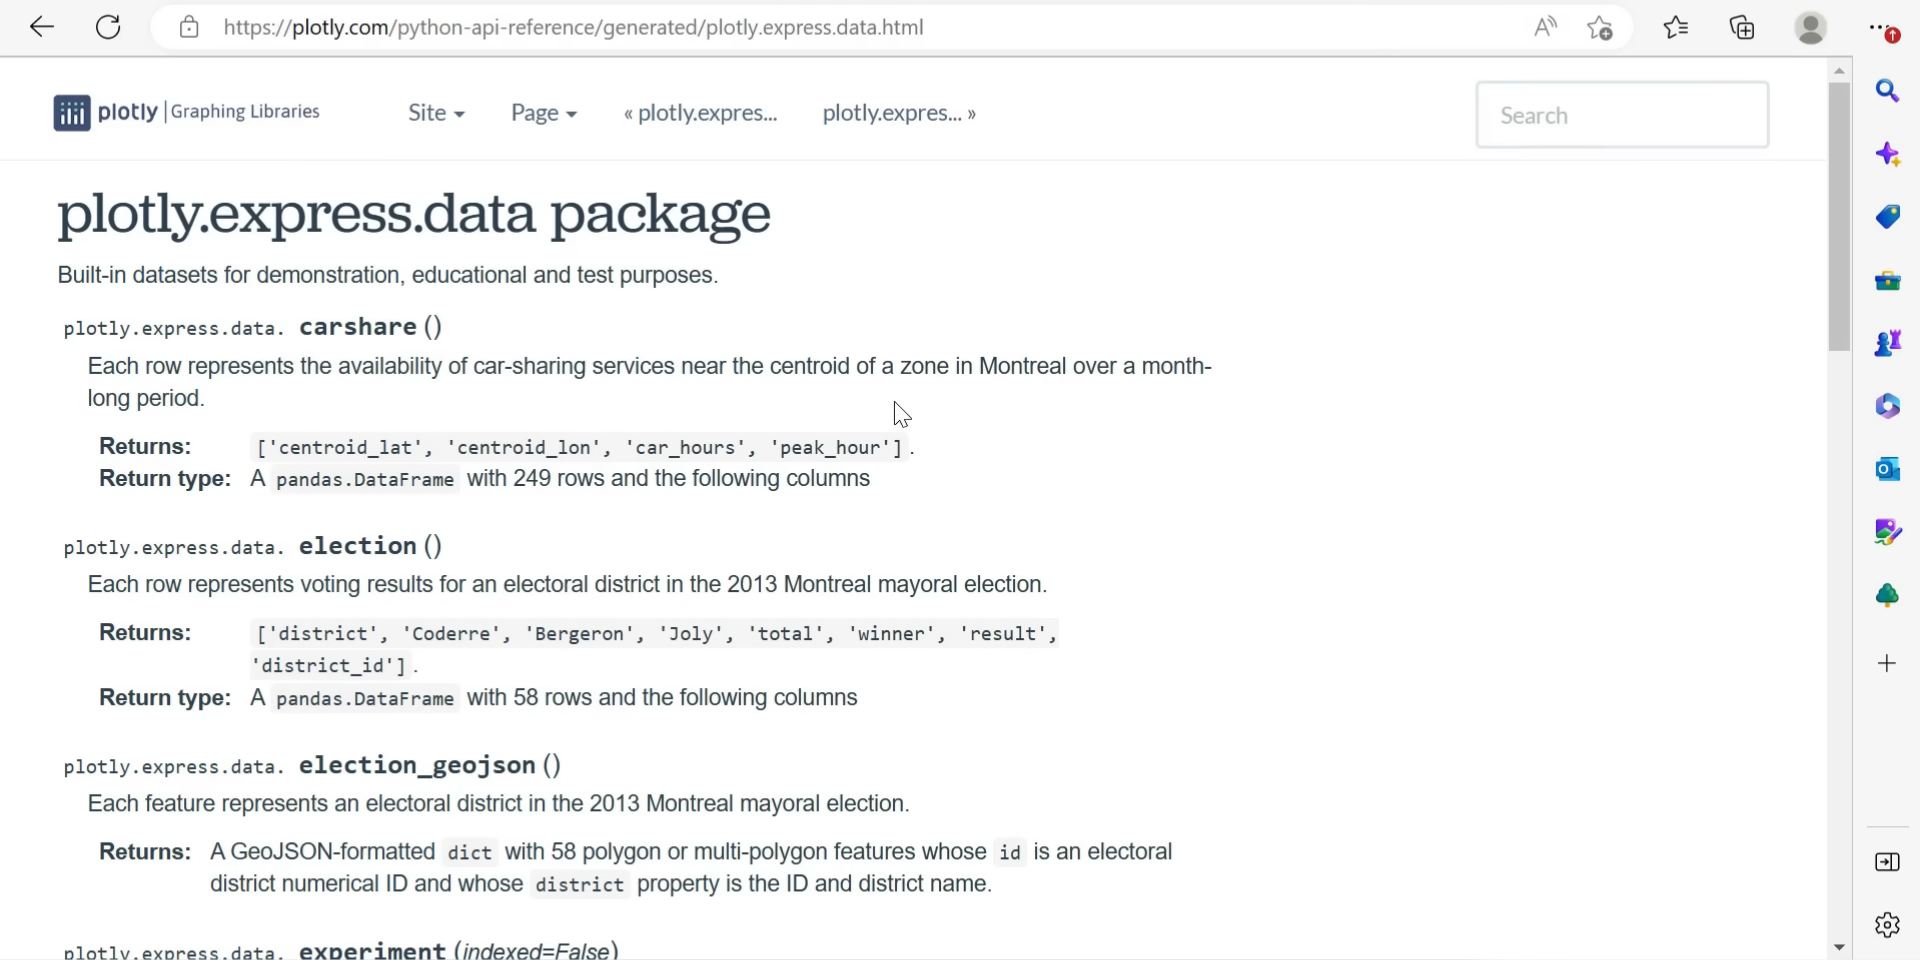 https://plotly.com/python-api-reference/generated/plotly.express.data.html
plotly | Graphing Libraries
Site
Page
« plotly.expres...
plotly.expres... »
Search
plotly.express.data package
Built-in datasets for demonstration, educational and test purposes.
plotly.express.data. carshare ()
Each row represents the availability of car-sharing services near the centroid of a zone in Montreal over a month-
long period.
Returns: ['centroid_lat', 'centroid_lon', 'car_hours', 'peak_hour'].
Return type: A pandas.DataFrame with 249 rows and the following columns
plotly.express.data. election ()
Each row represents voting results for an electoral district in the 2013 Montreal mayoral election.
Returns: ['district', 'Coderre', 'Bergeron', 'Joly', 'total', 'winner', 'result',
'district_id'].
Return type: A pandas.DataFrame with 58 rows and the following columns
plotly.express.data. election_geojson ()
Each feature represents an electoral district in the 2013 Montreal mayoral election.
Returns: A GeoJSON-formatted dict with 58 polygon or multi-polygon features whose id is an electoral
district numerical ID and whose district property is the ID and district name.
plotly.express.data. experiment (indexed=False)